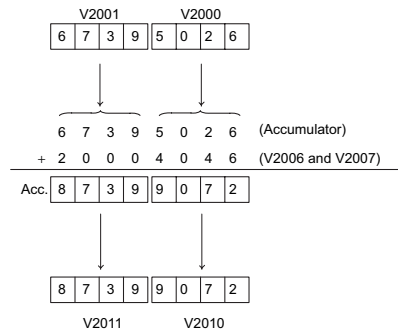 V2001 V2000
6 7 3 9 5 0 2 6
6 7 3 9 5 0 2 6 (Accumulator)
+ 2 0 0 0 4 0 4 6 (V2006 and V2007)
Acc. 8 7 3 9 9 0 7 2
8 7 3 9 9 0 7 2
V2011 V2010